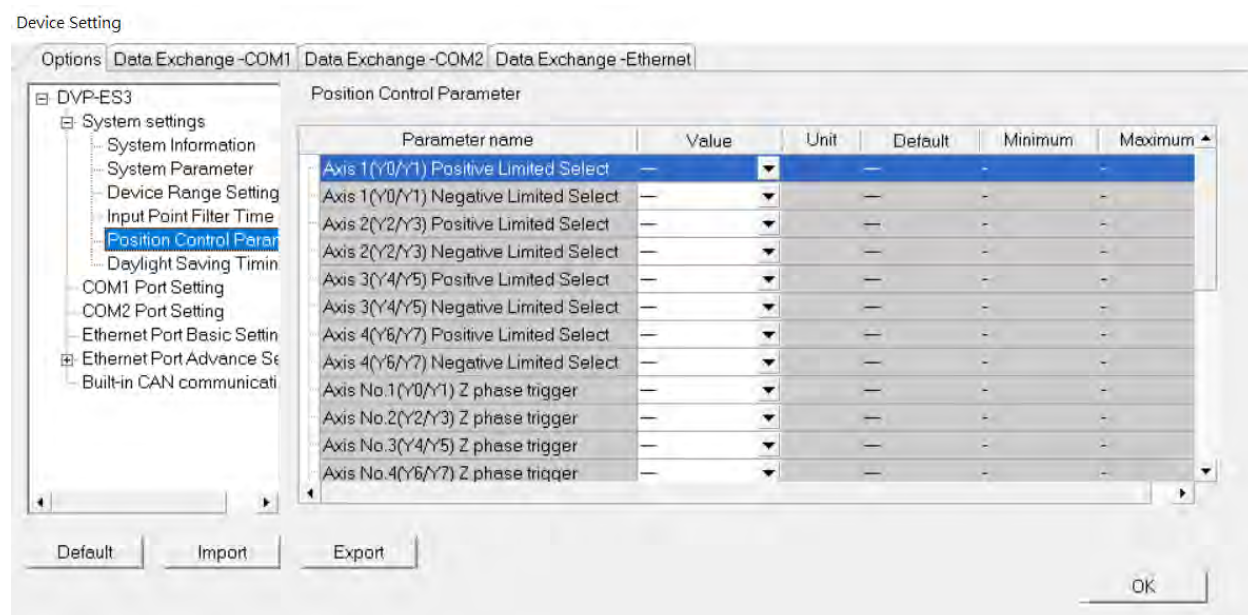 Device Setting
Options Data Exchange -COM1 Data Exchange -COM2 Data Exchange -Ethernet
DVP-ES3
System settings
System Information
System Parameter
Device Range Setting
Input Point Filter Time
Position Control Param
Daylight Saving Timin
COM1 Port Setting
COM2 Port Setting
Ethernet Port Basic Settin
Ethernet Port Advance Se
Built-in CAN communicati
Position Control Parameter
Parameter name Value Unit Default Minimum Maximum
Axis 1(Y0/Y1) Positive Limited Select — — - -
Axis 1(Y0/Y1) Negative Limited Select — — - -
Axis 2(Y2/Y3) Positive Limited Select — — - -
Axis 2(Y2/Y3) Negative Limited Select — — - -
Axis 3(Y4/Y5) Positive Limited Select — — - -
Axis 3(Y4/Y5) Negative Limited Select — — - -
Axis 4(Y6/Y7) Positive Limited Select — — - -
Axis 4(Y6/Y7) Negative Limited Select — — - -
Axis No.1(Y0/Y1) Z phase trigger — — - -
Axis No.2(Y2/Y3) Z phase trigger — — - -
Axis No.3(Y4/Y5) Z phase trigger — — - -
Axis No.4(Y6/Y7) Z phase trigger — — - -
Default Import Export
OK